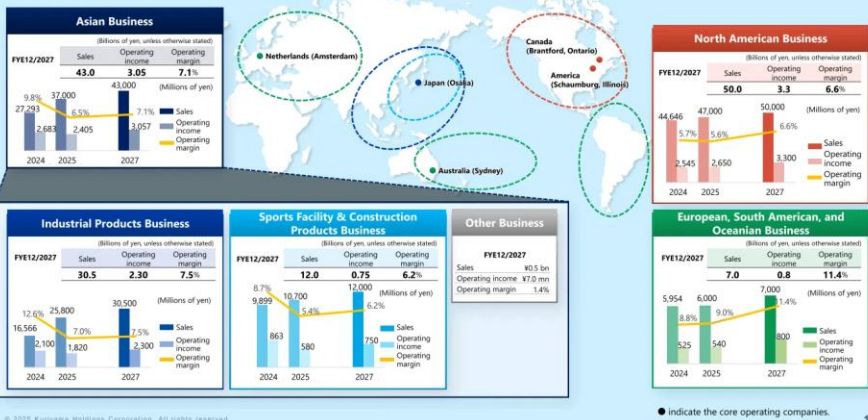 Asian Business
(Billions of yen, unless otherwise stated)
FYE12/2027
Sales
Operating income
Operating margin
43.0
3.05
7.1%
(Millions of yen)
9.8%
6.5%
7.1%
27,293
2,683
37,000
2,405
43,000
3,057
Sales
Operating income
Operating margin
2024
2025
2027
Netherlands (Amsterdam)
Japan (Osaka)
Australia (Sydney)
Canada
(Brantford, Ontario)
America
(Schaumburg, Illinois)
North American Business
(Billions of yen, unless otherwise stated)
FYE12/2027
Sales
Operating income
Operating margin
50.0
3.3
6.6%
(Millions of yen)
44,646
47,000
50,000
5.7%
5.6%
6.6%
2,545
2,650
3,300
Sales
Operating income
Operating margin
2024
2025
2027
Industrial Products Business
(Billions of yen, unless otherwise stated)
FYE12/2027
Sales
Operating income
Operating margin
30.5
2.30
7.5%
(Millions of yen)
12.6%
7.0%
7.5%
16,566
2,100
25,800
1,820
30,500
2,300
Sales
Operating income
Operating margin
2024
2025
2027
Sports Facility & Construction
Products Business
(Billions of yen, unless otherwise stated)
FYE12/2027
Sales
Operating income
Operating margin
12.0
0.75
6.2%
(Millions of yen)
8.7%
5.4%
6.2%
9,899
863
10,700
580
12,000
750
Sales
Operating income
Operating margin
2024
2025
2027
Other Business
FYE12/2027
Sales ¥0.5 bn
Operating income ¥7.0 mn
Operating margin 1.4%
European, South American, and
Oceanian Business
(Billions of yen, unless otherwise stated)
FYE12/2027
Sales
Operating income
Operating margin
7.0
0.8
11.4%
(Millions of yen)
5,954
6,000
7,000
8.8%
9.0%
11.4%
525
540
800
Sales
Operating income
Operating margin
2024
2025
2027
● indicate the core operating companies.
© 2025 Kuriyama Holdings Corporation. All rights reserved.